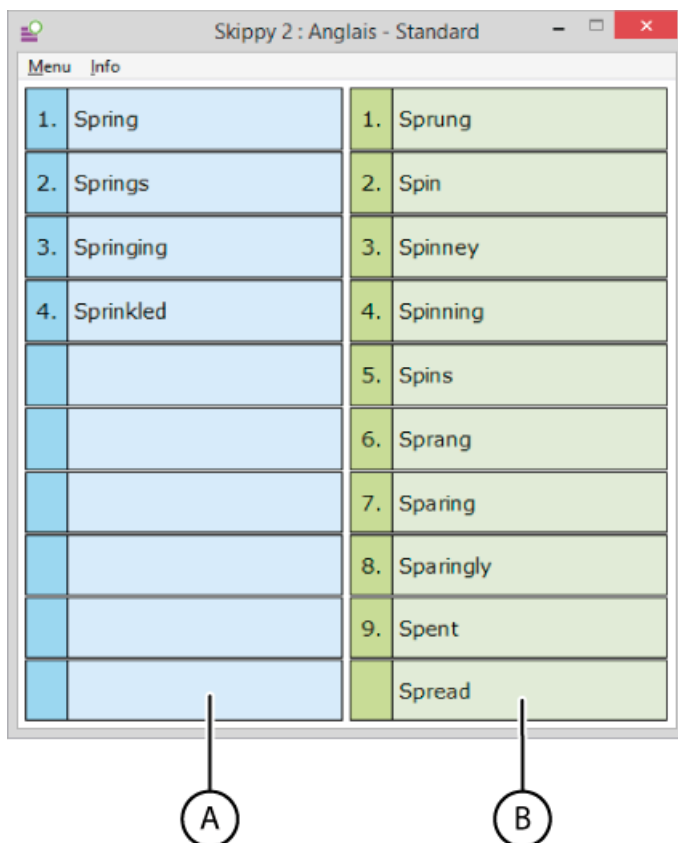 Skippy 2 : Anglais - Standard
Menu Info
1. Spring
2. Springs
3. Springing
4. Sprinkled
1. Sprung
2. Spin
3. Spinney
4. Spinning
5. Spins
6. Sprang
7. Sparing
8. Sparingly
9. Spent
Spread
A
B